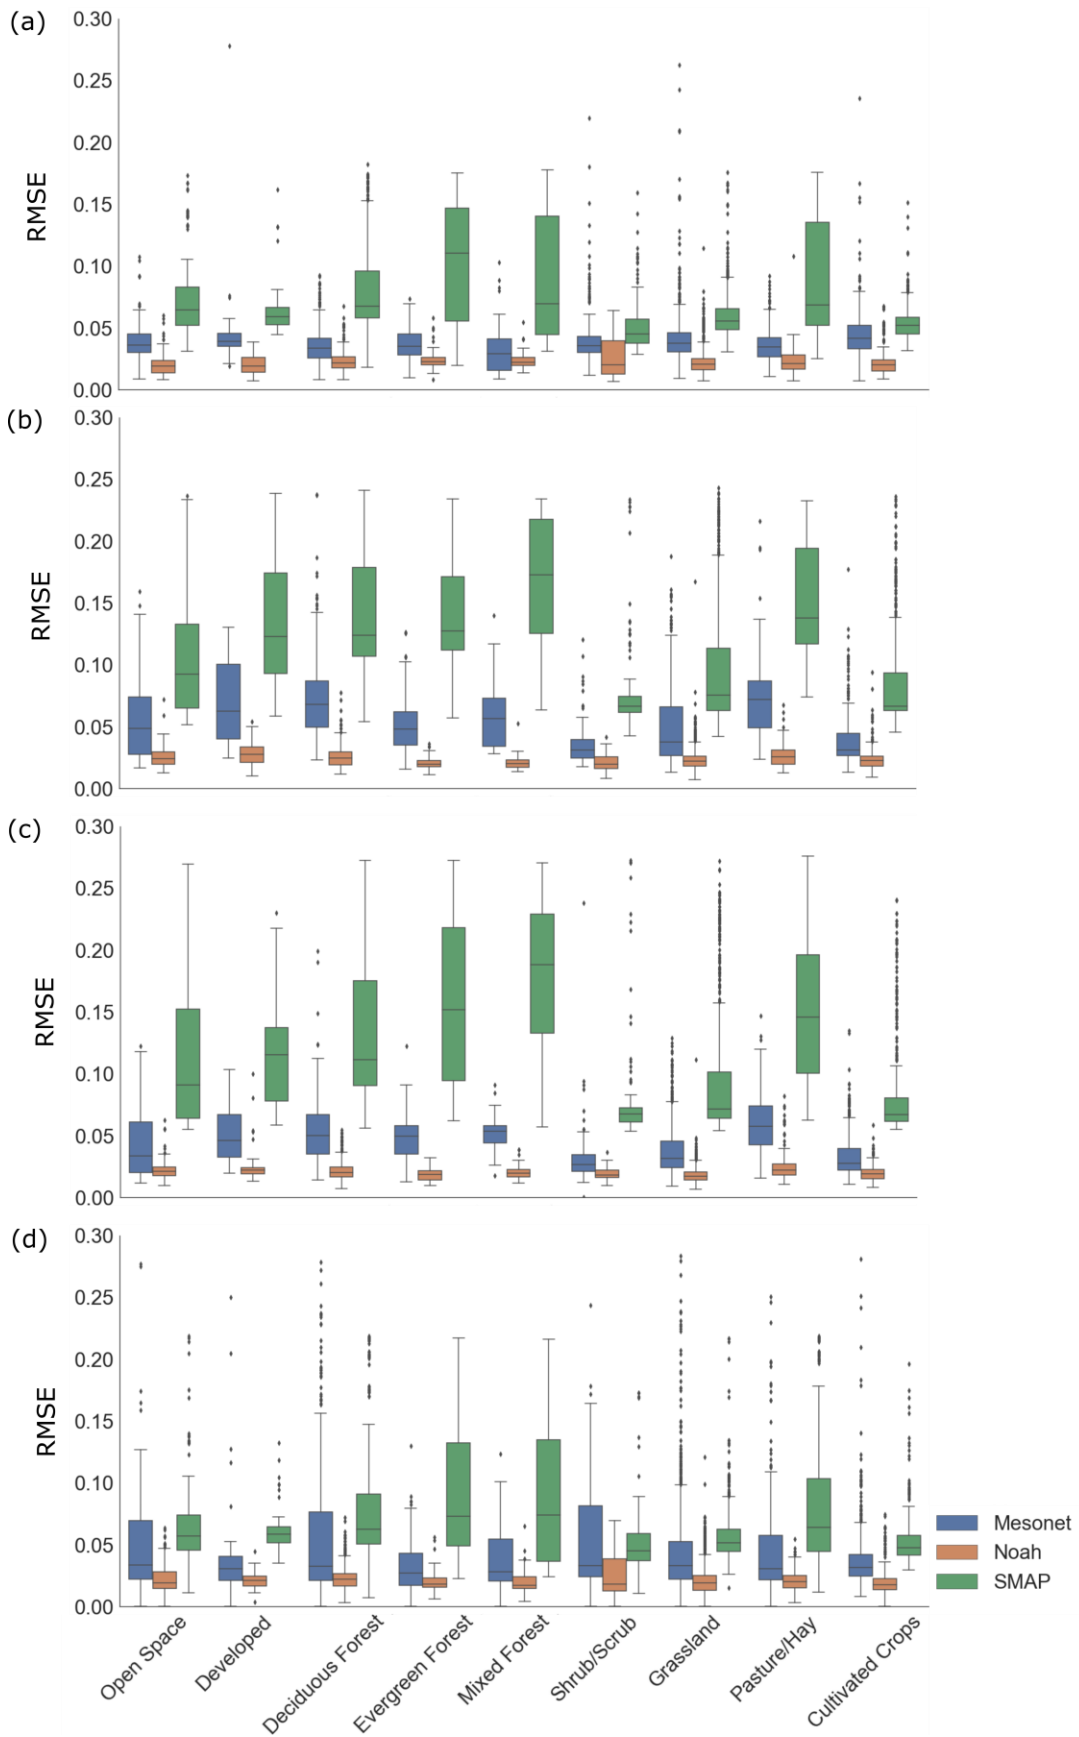 (a)
0.30
0.25
0.20
0.15
0.10
0.05
0.00
RMSE
(b)
0.30
0.25
0.20
0.15
0.10
0.05
0.00
RMSE
(c)
0.30
0.25
0.20
0.15
0.10
0.05
0.00
RMSE
(d)
0.30
0.25
0.20
0.15
0.10
0.05
0.00
RMSE
Mesonet
Noah
SMAP
Open Space
Developed
Deciduous Forest
Evergreen Forest
Mixed Forest
Shrub/Scrub
Grassland
Pasture/Hay
Cultivated Crops